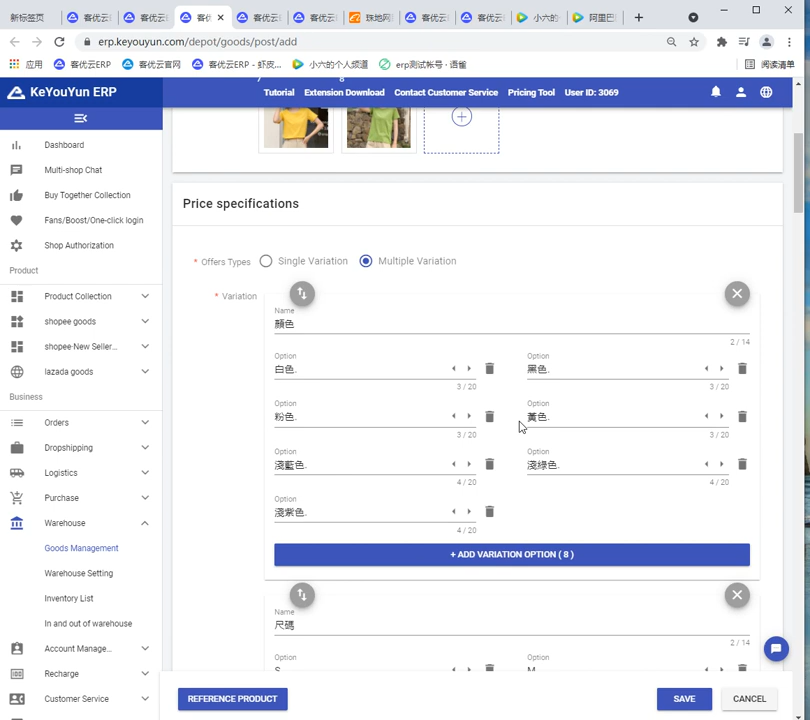 新标签页
客优云
客优云
客优
客优云
客优云
珠地网
客优云
客优云
小六的
阿里巴
erp.keyouyun.com/depot/goods/post/add
应用
客优云ERP
客优云官网
客优云ERP - 虾皮...
小六的个人频道
erp测试帐号 · 语雀
阅读清单
KeYouYun ERP
Tutorial
Extension Download
Contact Customer Service
Pricing Tool
User ID: 3069
Dashboard
Multi-shop Chat
Buy Together Collection
Fans/Boost/One-click login
Shop Authorization
Product
Product Collection
shopee goods
shopee·New Seller...
lazada goods
Business
Orders
Dropshipping
Logistics
Purchase
Warehouse
Goods Management
Warehouse Setting
Inventory List
In and out of warehouse
Account Manage...
Recharge
Customer Service
Price specifications
* Offers Types
Single Variation
Multiple Variation
* Variation
Name
顏色
2 / 14
Option
白色.
3 / 20
Option
黑色.
3 / 20
Option
粉色.
3 / 20
Option
黃色.
3 / 20
Option
淺藍色.
4 / 20
Option
淺綠色.
4 / 20
Option
淺紫色.
4 / 20
+ ADD VARIATION OPTION ( 8 )
Name
尺碼
2 / 14
Option
S
Option
M
REFERENCE PRODUCT
SAVE
CANCEL